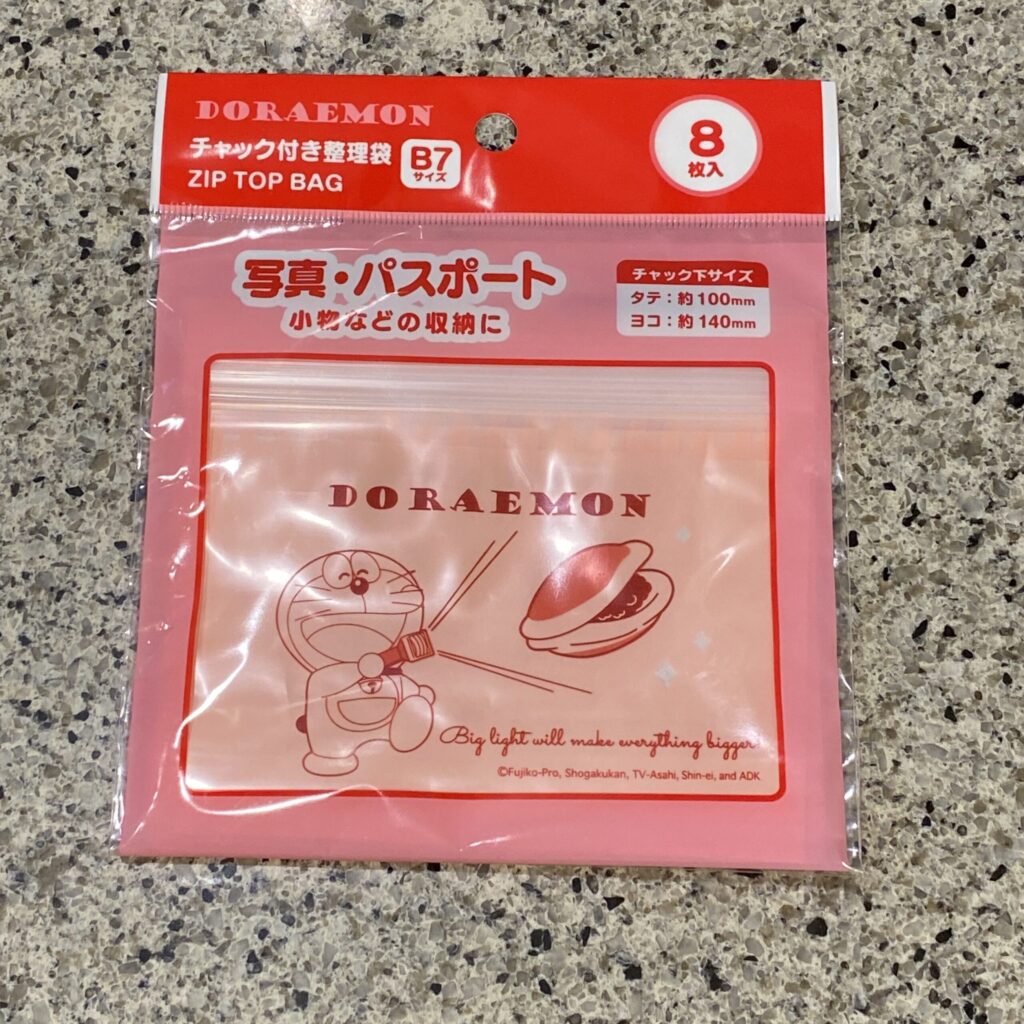 DORAEMON
チャック付き整理袋
B7
サイズ
ZIP TOP BAG
8
枚入
写真・パスポート
小物などの収納に
チャック下サイズ
タテ:約100mm
ヨコ:約140mm
DORAEMON
Big light will make everything bigger.
©Fujiko-Pro, Shogakukan, TV-Asahi, Shin-ei, and ADK